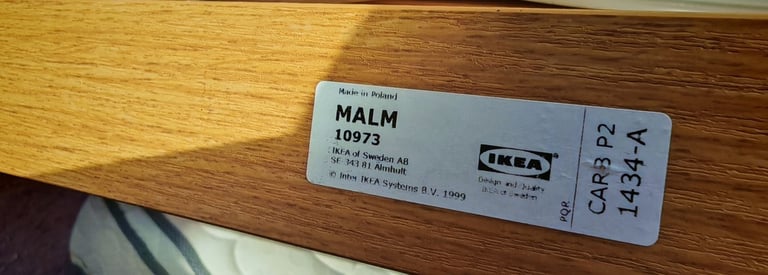 Made in Poland
MALM
10973
IKEA of Sweden AB
SE-343 81 Älmhult
© Inter IKEA Systems B.V. 1999
IKEA
Design and Quality
IKEA of Sweden
PQR
CARB P2
1434-A